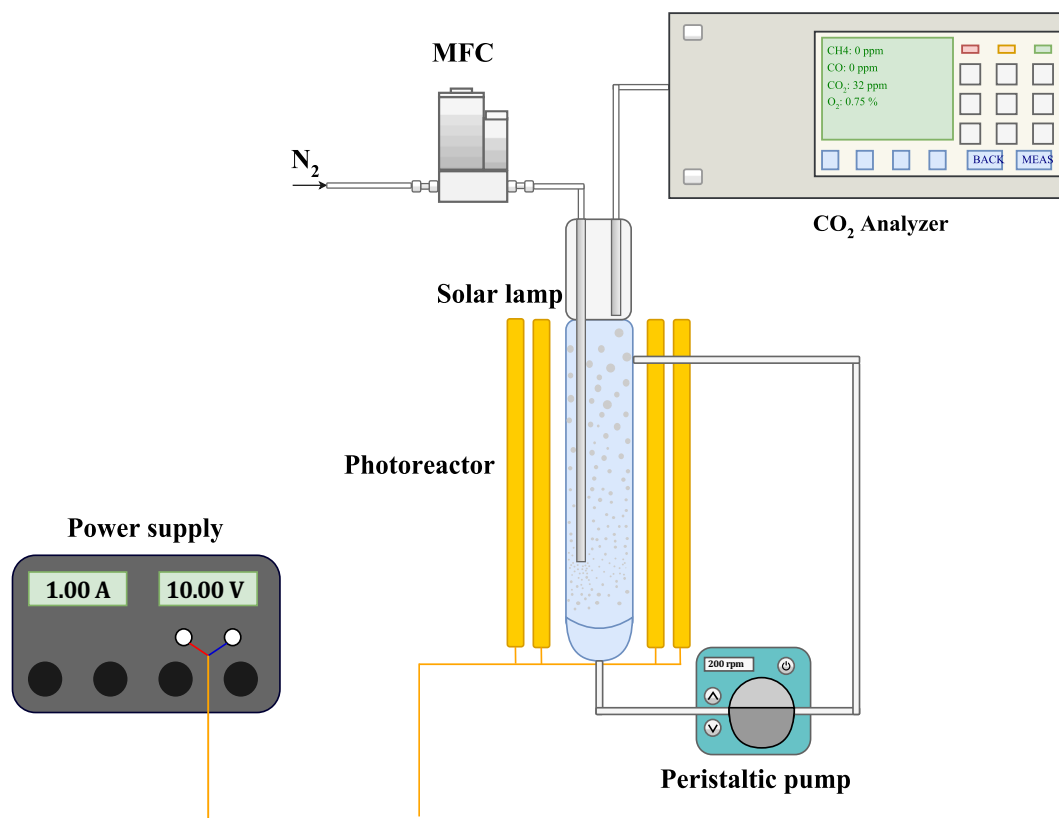 MFC
CH4: 0 ppm
CO: 0 ppm
CO₂: 32 ppm
O₂: 0.75 %
BACK
MEAS
N₂
CO₂ Analyzer
Solar lamp
Photoreactor
Power supply
1.00 A
10.00 V
200 rpm
Peristaltic pump